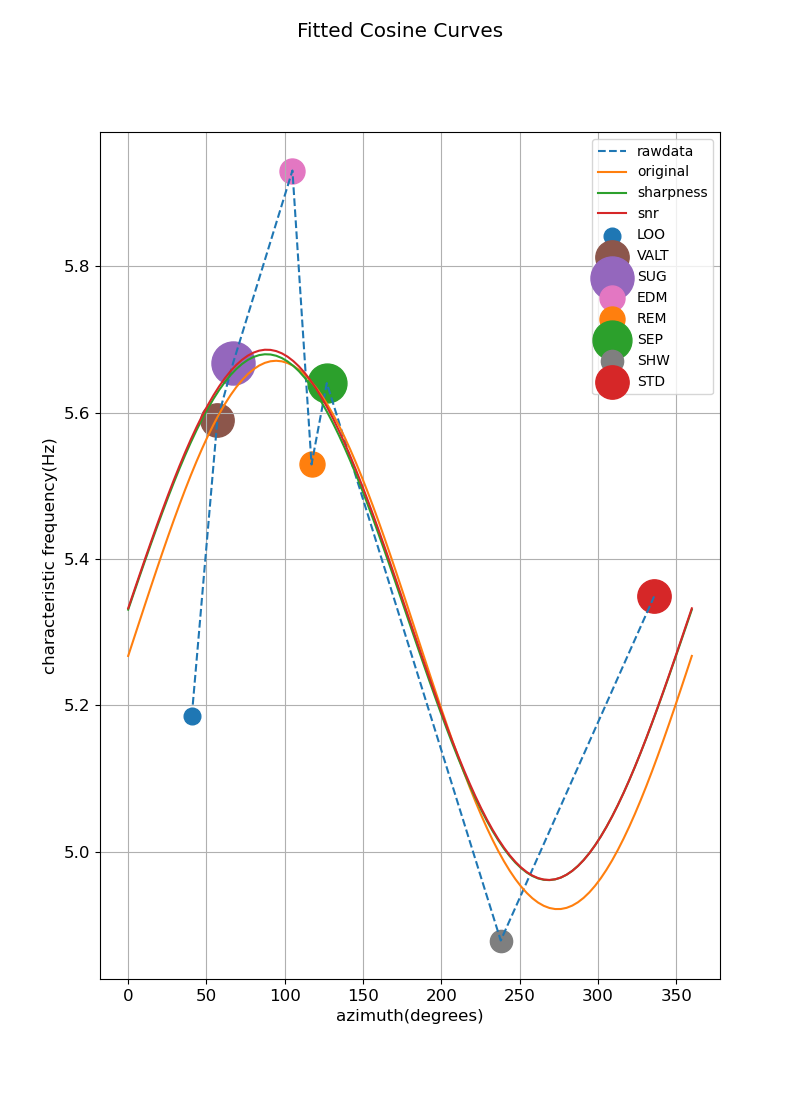 Fitted Cosine Curves
rawdata
original
sharpness
snr
LOO
VALT
SUG
EDM
REM
SEP
SHW
STD
characteristic frequency(Hz)
5.8
5.6
5.4
5.2
5.0
0 50 100 150 200 250 300 350
azimuth(degrees)